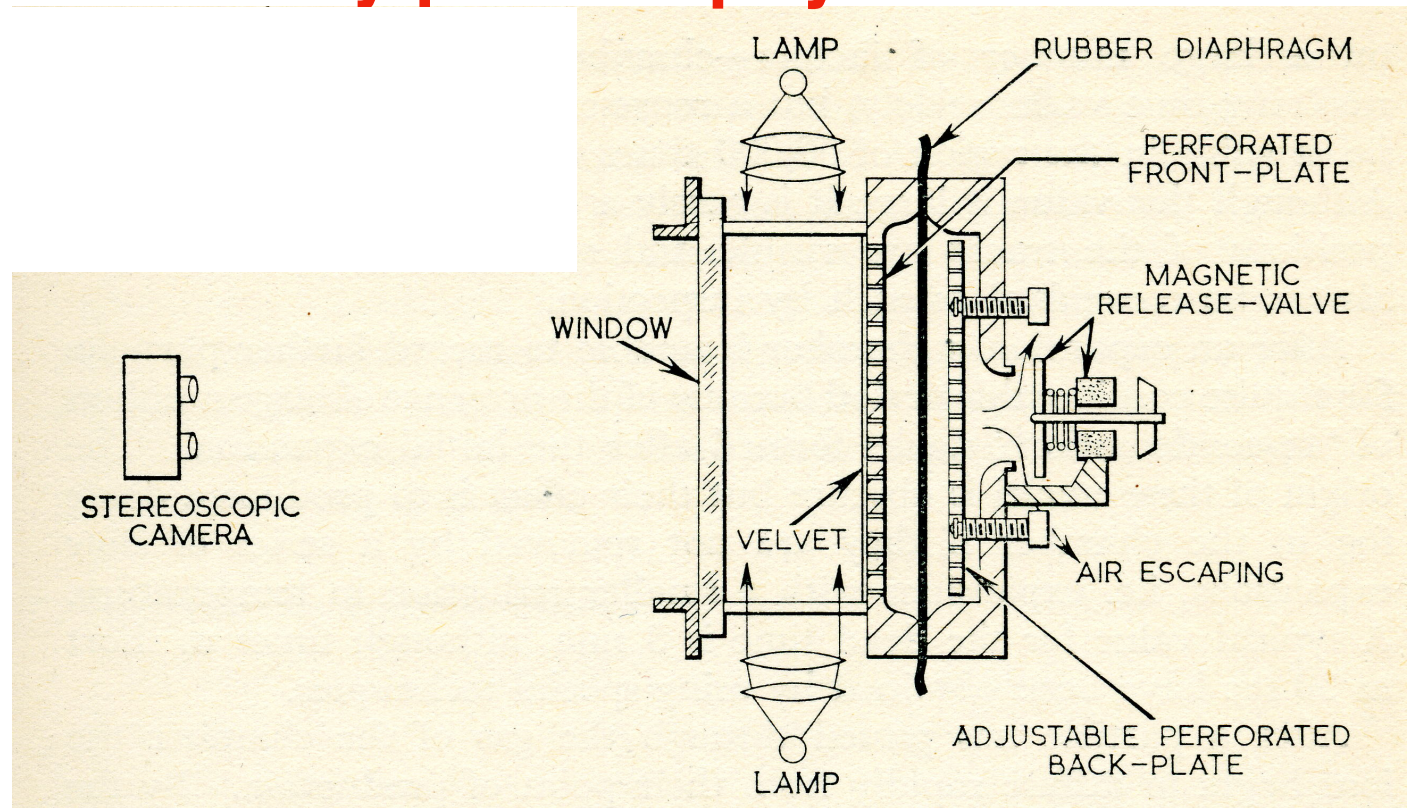 LAMP
RUBBER DIAPHRAGM
PERFORATED
FRONT-PLATE
MAGNETIC
RELEASE-VALVE
WINDOW
STEREOSCOPIC
CAMERA
VELVET
AIR ESCAPING
ADJUSTABLE PERFORATED
BACK-PLATE
LAMP